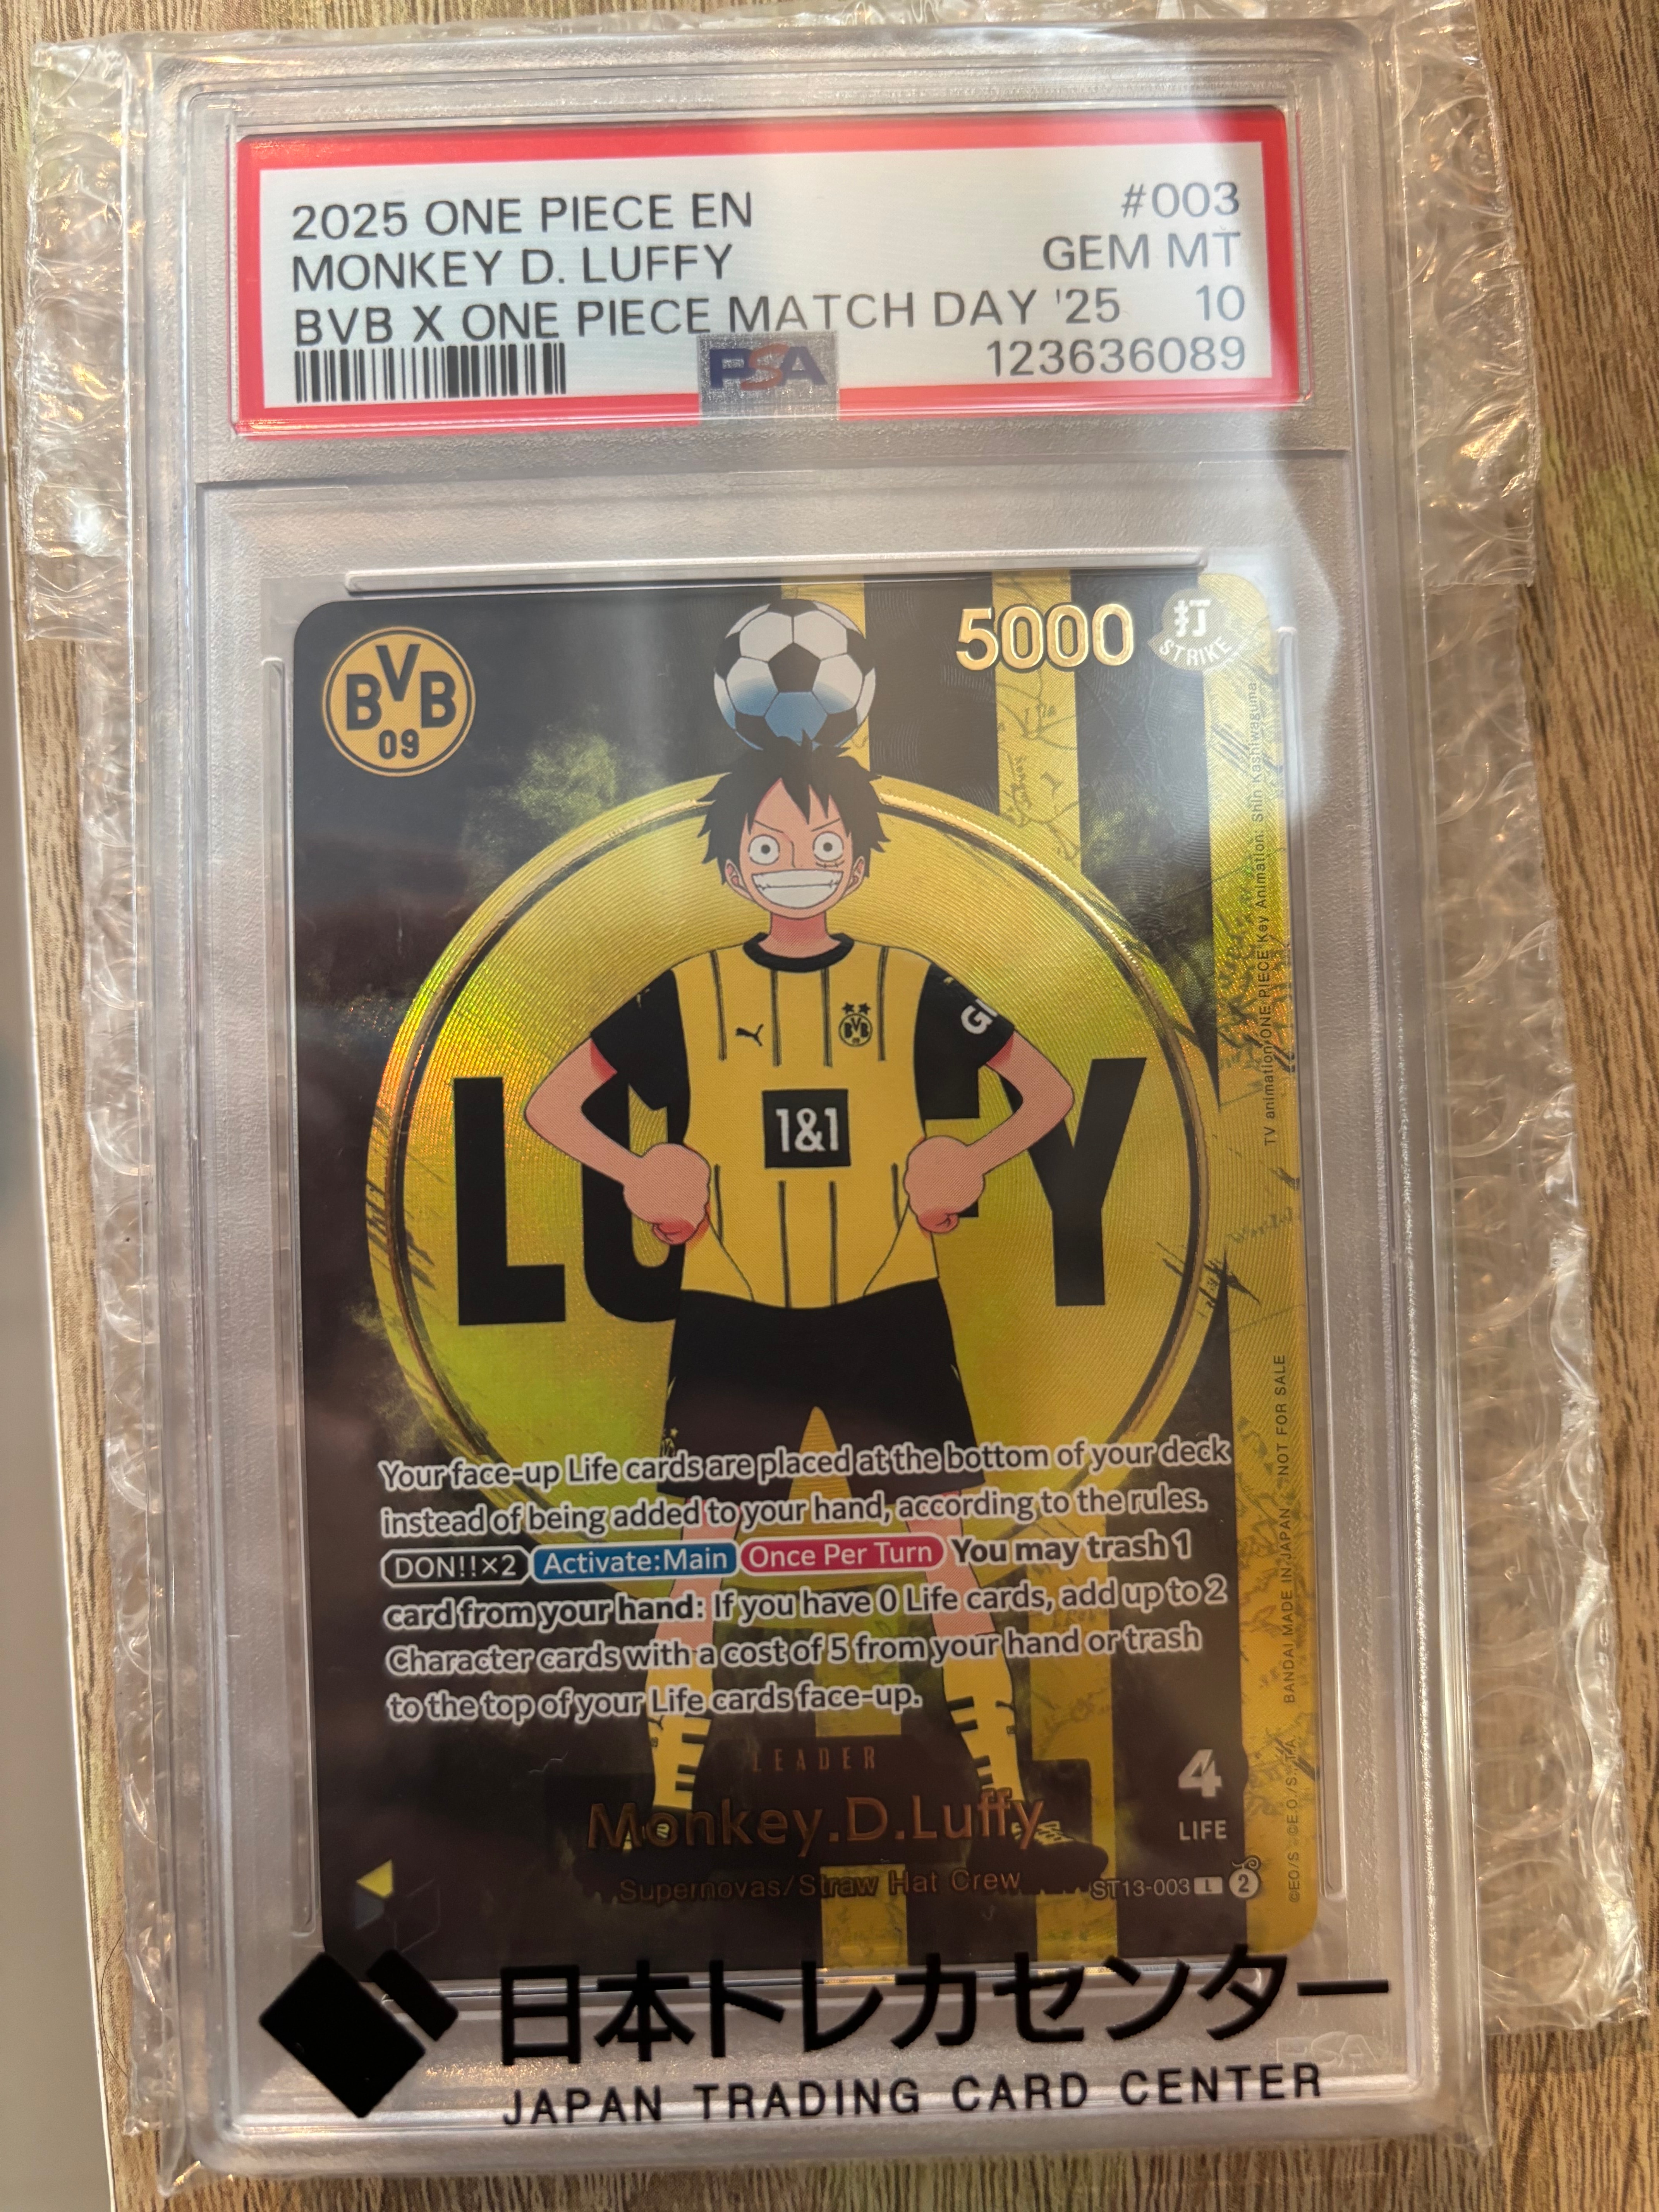 2025 ONE PIECE EN #003
MONKEY D. LUFFY GEM MT
BVB X ONE PIECE MATCH DAY '25 10
PSA 123636089
BVB
09
5000
打
STRIKE
TV animation ONE PIECE Key Animation: Shin Kashiwaguma
BVB
GI
1&1
LU FY
Your face-up Life cards are placed at the bottom of your deck
instead of being added to your hand, according to the rules.
DON!!×2 Activate:Main Once Per Turn You may trash 1
card from your hand: If you have 0 Life cards, add up to 2
Character cards with a cost of 5 from your hand or trash
to the top of your Life cards face-up.
BANDAI MADE IN JAPAN NOT FOR SALE
LEADER
Monkey.D.Luffy
Supernovas/Straw Hat Crew
4
LIFE
ST13-003 L 2
日本トレカセンター
JAPAN TRADING CARD CENTER